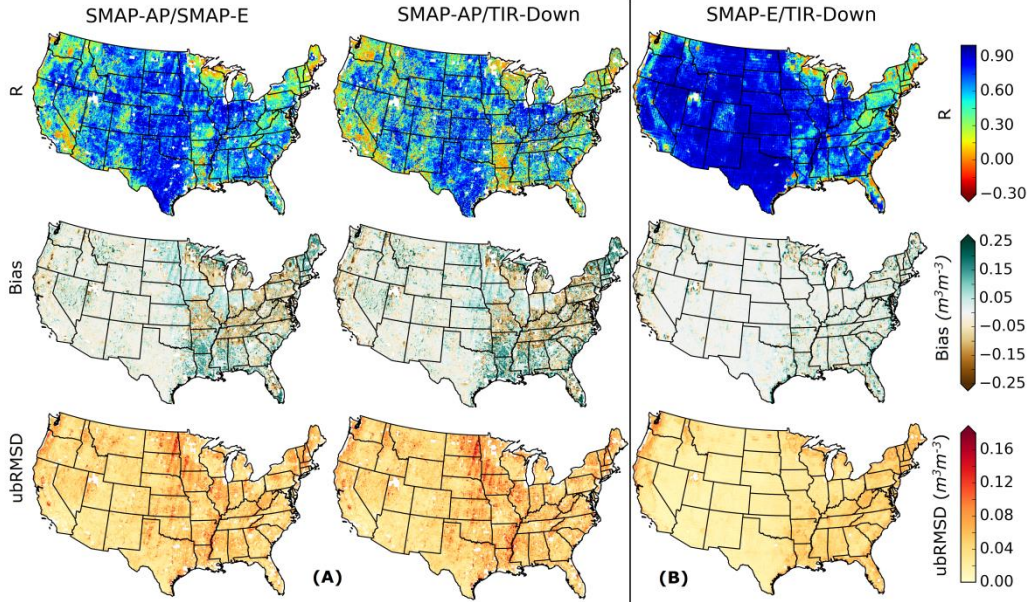 SMAP-AP/SMAP-E
SMAP-AP/TIR-Down
SMAP-E/TIR-Down
R
0.90
0.60
0.30
0.00
−0.30
R
Bias
0.25
0.15
0.05
−0.05
−0.15
−0.25
Bias (m³m⁻³)
ubRMSD
0.16
0.12
0.08
0.04
0.00
ubRMSD (m³m⁻³)
(A)
(B)